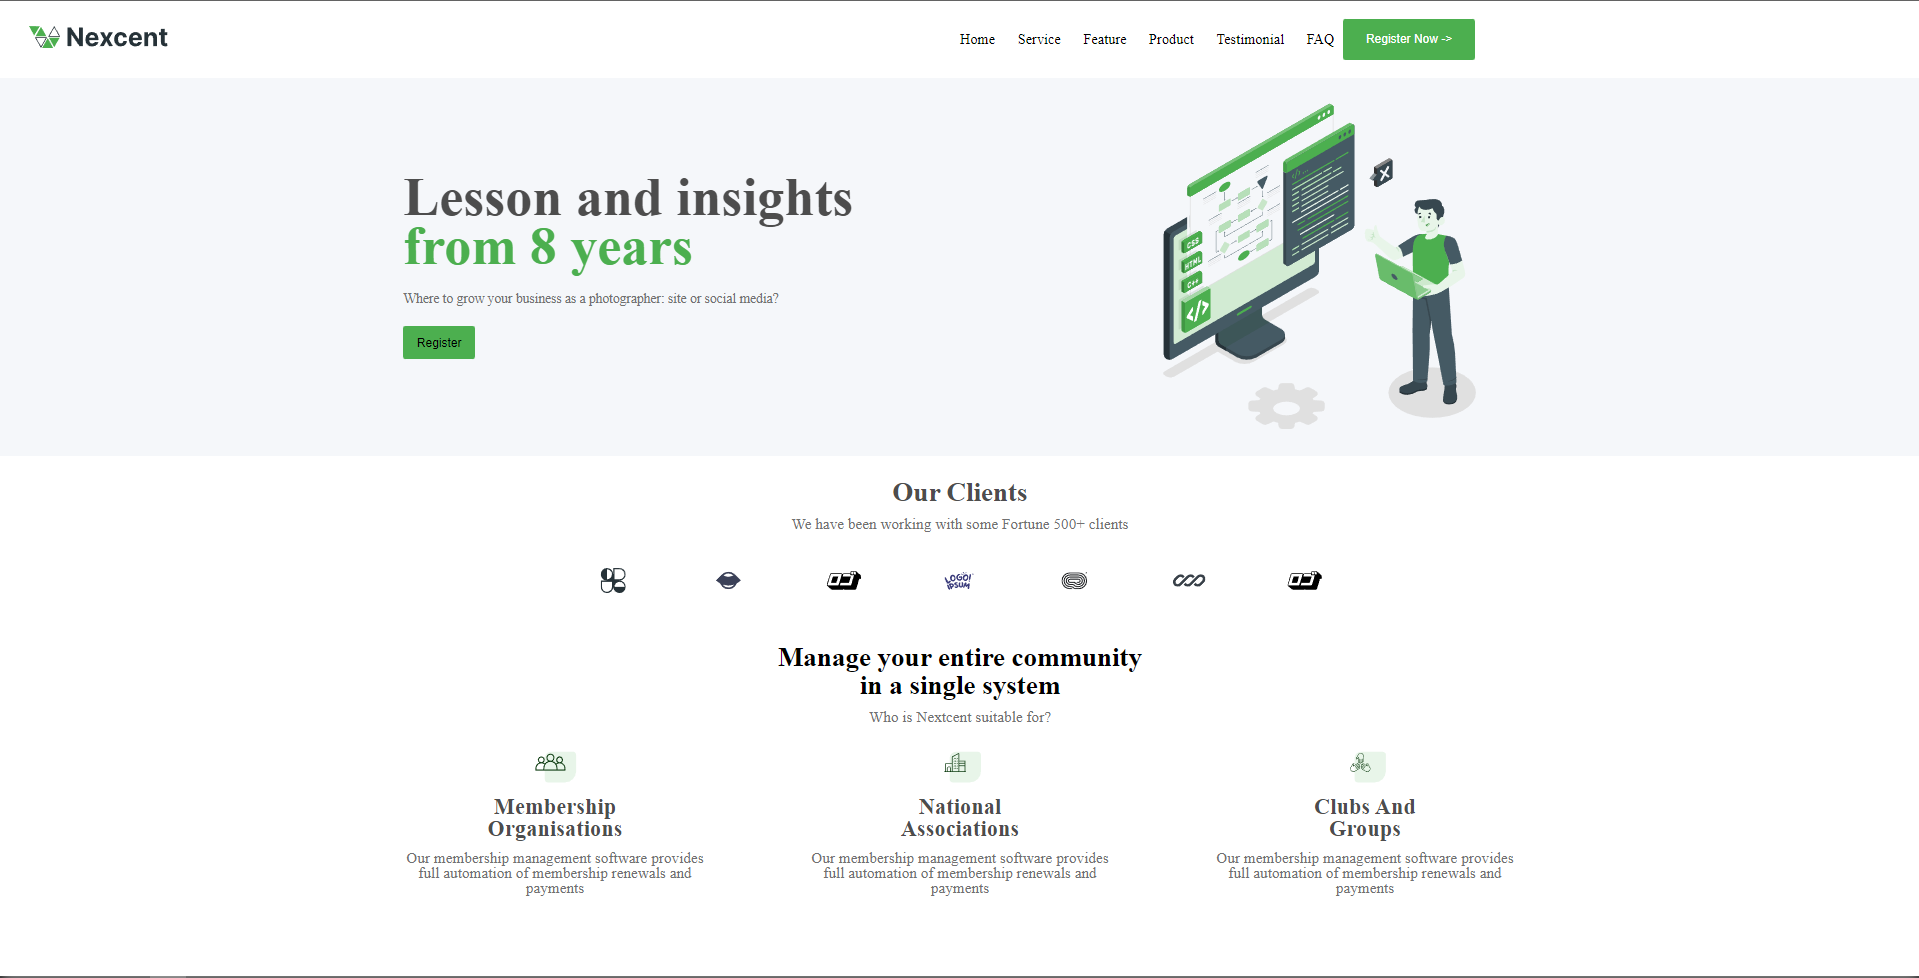 Nexcent
Home Service Feature Product Testimonial FAQ Register Now ->
Lesson and insights
from 8 years
Where to grow your business as a photographer: site or social media?
Register
CSS
HTML
C++
</>
Our Clients
We have been working with some Fortune 500+ clients
LOGO!
IPSUM
Manage your entire community
in a single system
Who is Nextcent suitable for?
Membership
Organisations
Our membership management software provides
full automation of membership renewals and
payments
National
Associations
Our membership management software provides
full automation of membership renewals and
payments
Clubs And
Groups
Our membership management software provides
full automation of membership renewals and
payments